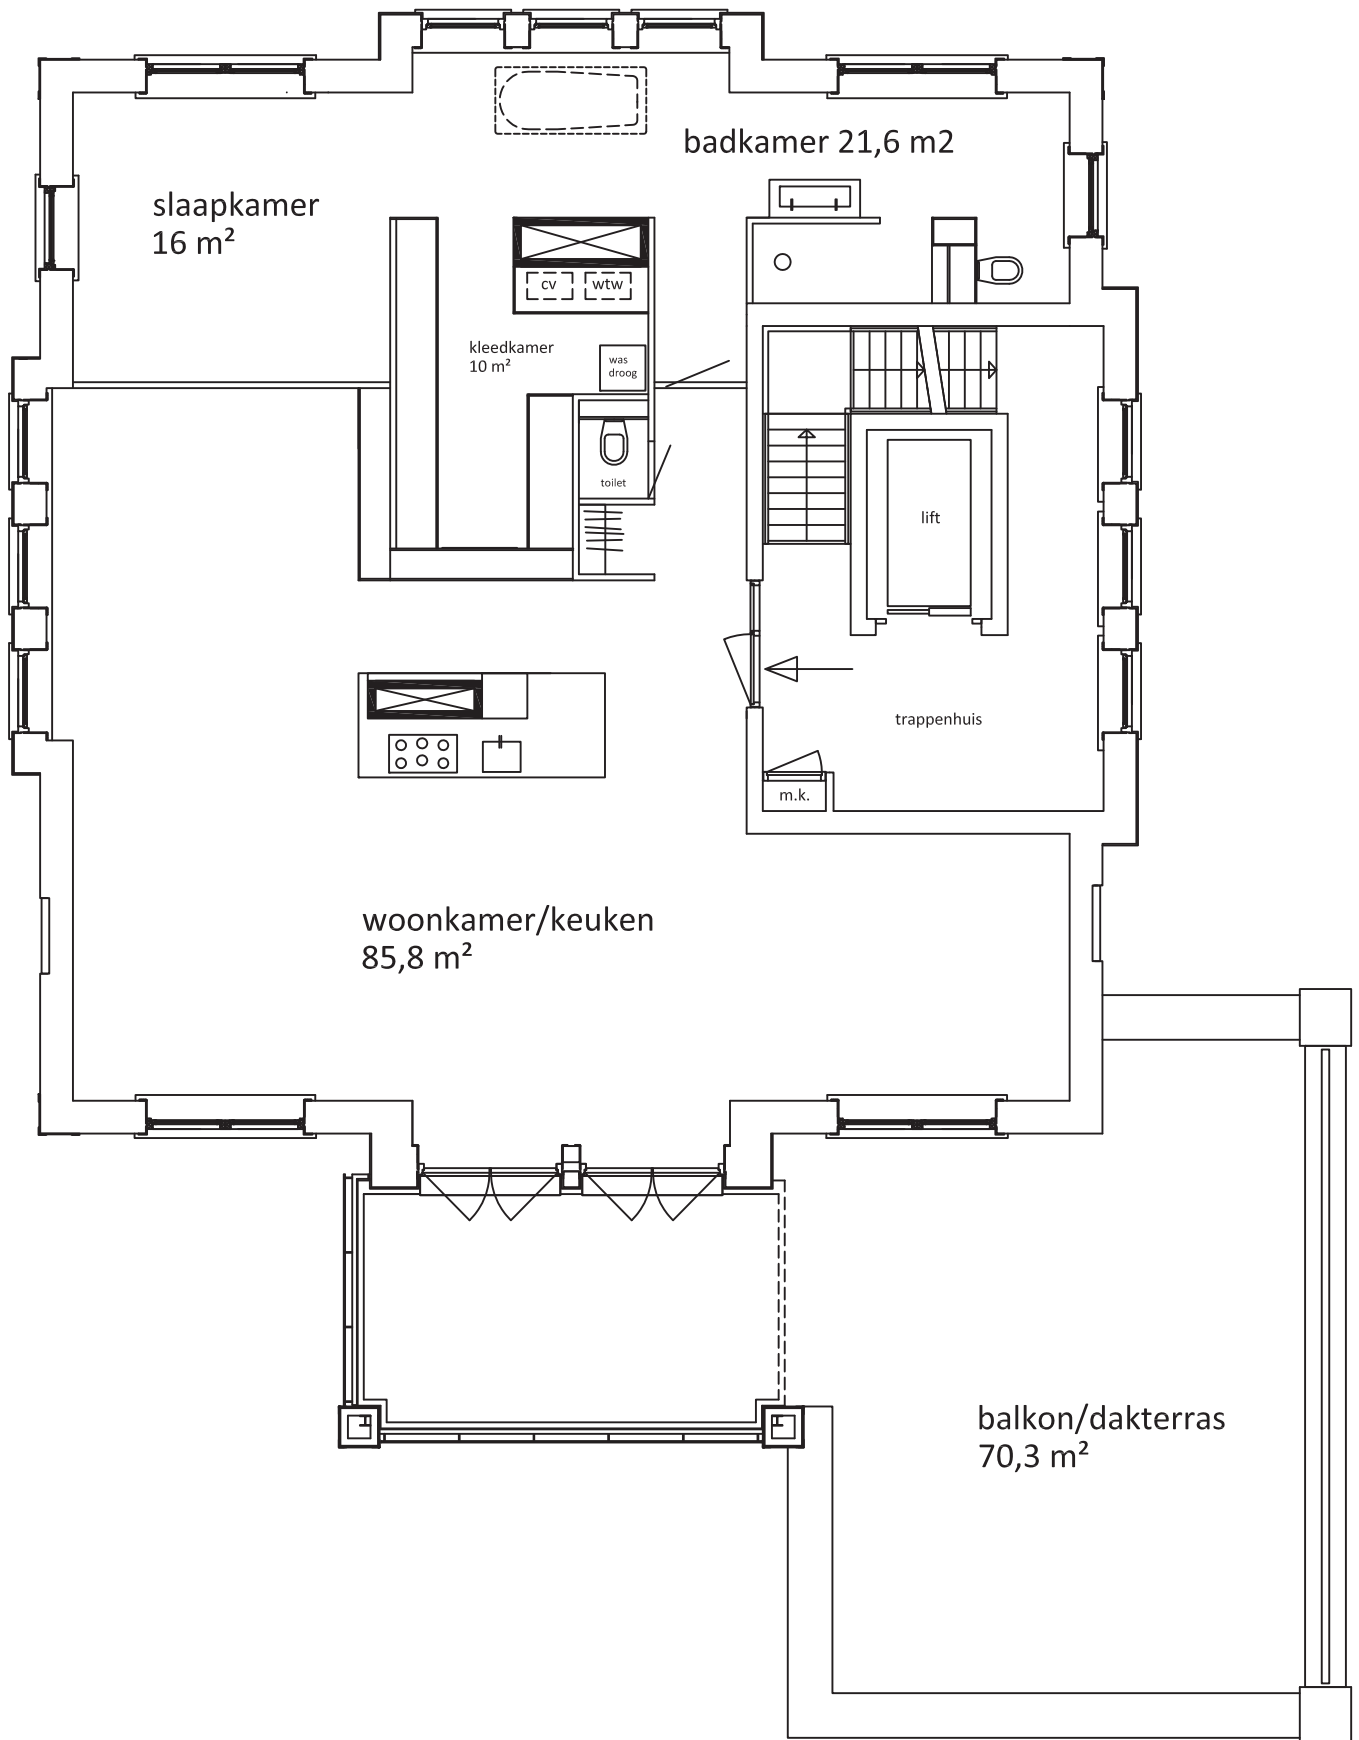 badkamer 21,6 m2
slaapkamer
16 m²
cv
wtw
kleedkamer
10 m²
was
droog
toilet
lift
trappenhuis
m.k.
woonkamer/keuken
85,8 m²
balkon/dakterras
70,3 m²